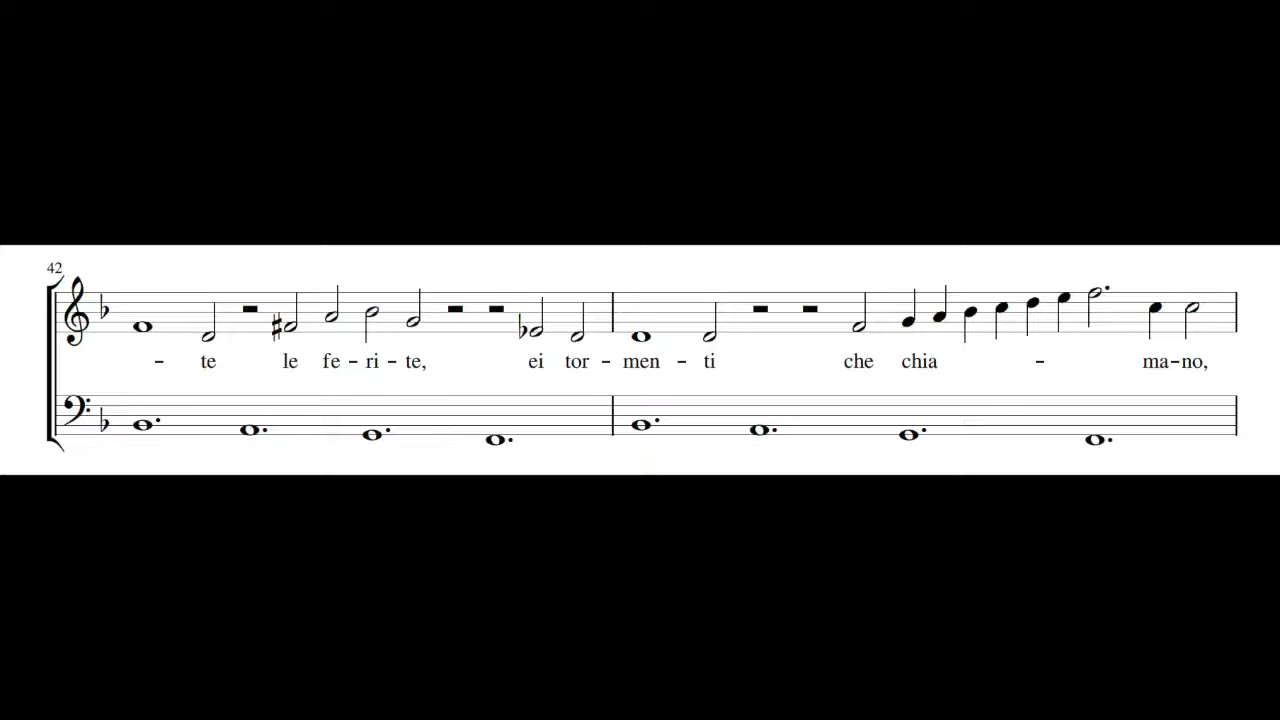 42
- te le fe - ri - te, ei tor - men - ti che chia - ma - no,